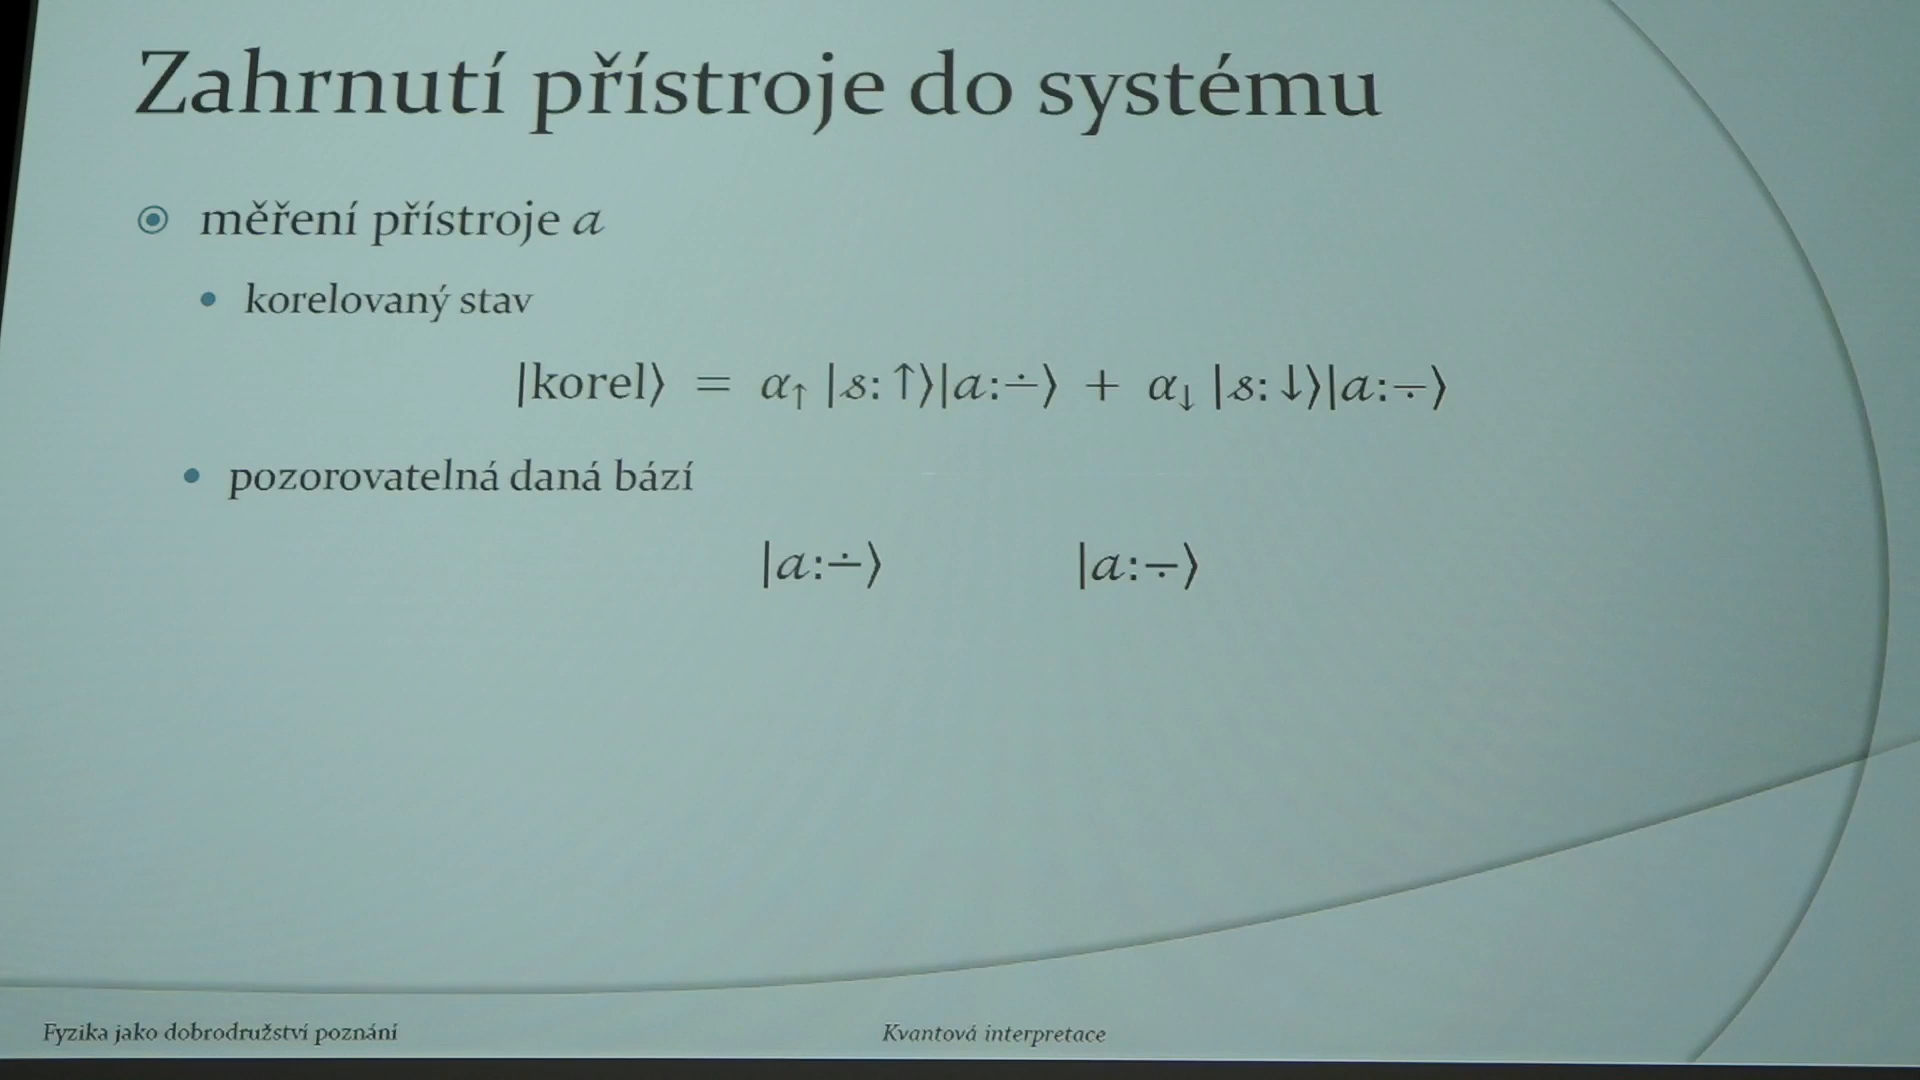 Zahrnutí přístroje do systému
měření přístroje a
korelovaný stav
|korel⟩ = α↑ |s:↑⟩|a:∸⟩ + α↓ |s:↓⟩|a:⨪⟩
pozorovatelná daná bází
|a:∸⟩ |a:⨪⟩
Fyzika jako dobrodružství poznání
Kvantová interpretace